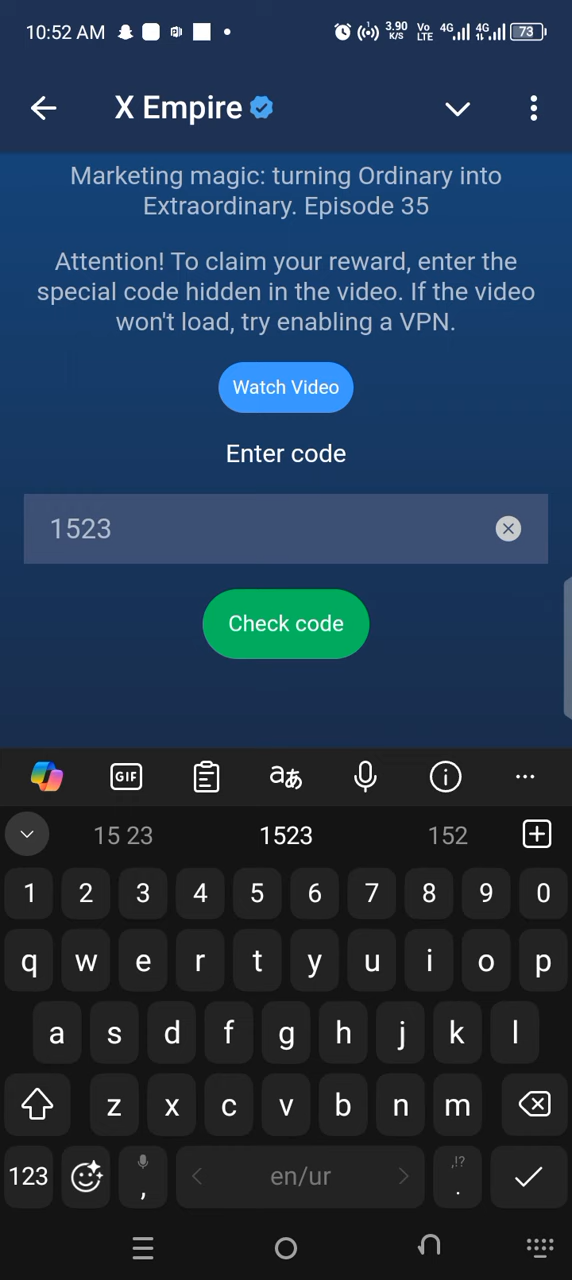 10:52 AM 3.90 K/S Vo LTE 4G 4G 73
X Empire
Marketing magic: turning Ordinary into
Extraordinary. Episode 35
Attention! To claim your reward, enter the
special code hidden in the video. If the video
won't load, try enabling a VPN.
Watch Video
Enter code
1523
Check code
GIF
15 23 1523 152
1 2 3 4 5 6 7 8 9 0
q w e r t y u i o p
a s d f g h j k l
z x c v b n m
123 , en/ur ,!? .